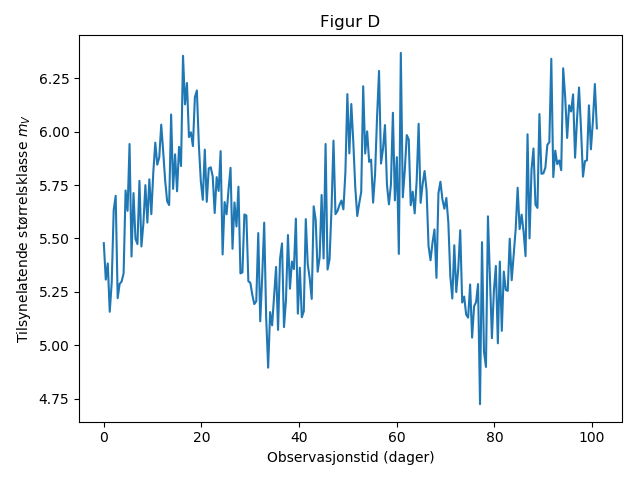 Figur D
Tilsynelatende størrelsesklasse m_V
6.25
6.00
5.75
5.50
5.25
5.00
4.75
0 20 40 60 80 100
Observasjonstid (dager)